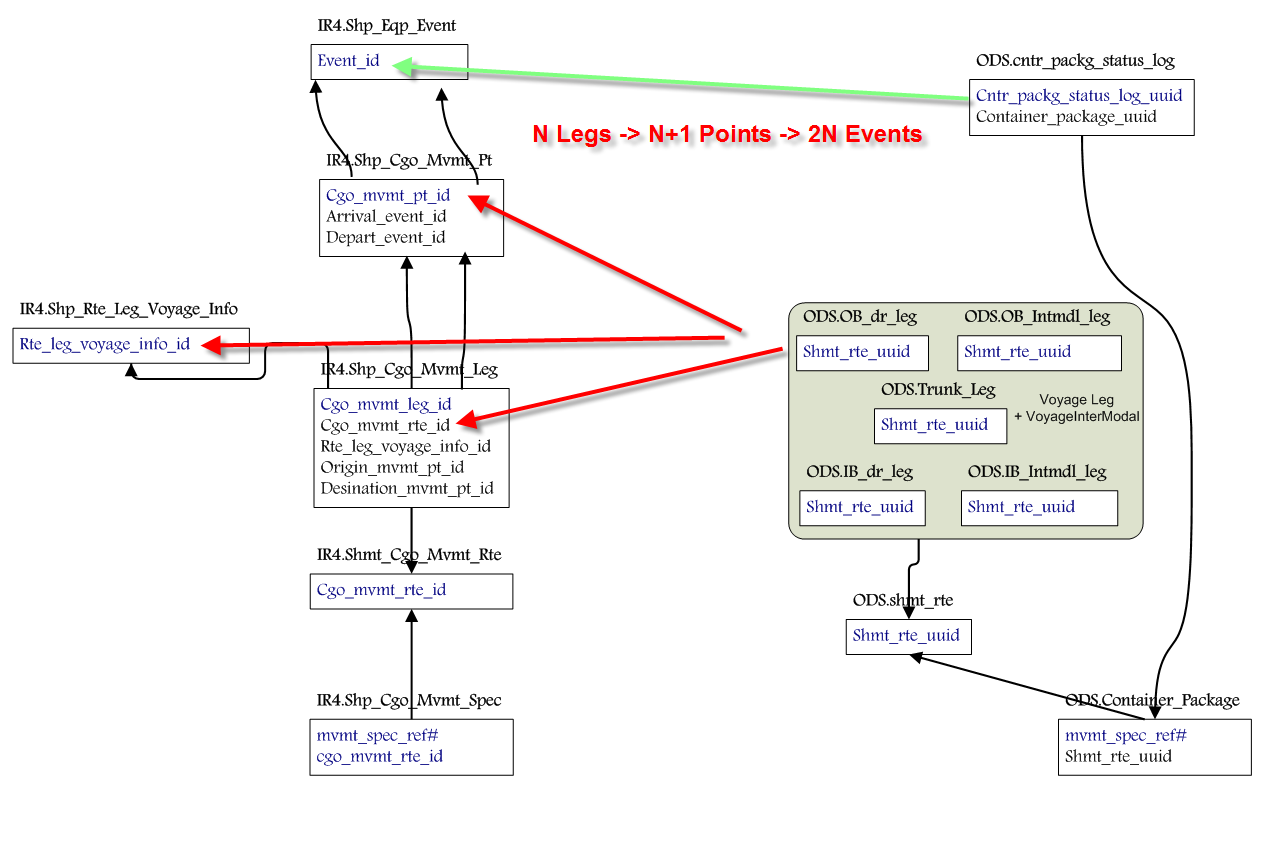 IR4.Shp_Eqp_Event
Event_id
ODS.cntr_packg_status_log
Cntr_packg_status_log_uuid
Container_package_uuid
N Legs -> N+1 Points -> 2N Events
IR4.Shp_Cgo_Mvmt_Pt
Cgo_mvmt_pt_id
Arrival_event_id
Depart_event_id
IR4.Shp_Rte_Leg_Voyage_Info
Rte_leg_voyage_info_id
IR4.Shp_Cgo_Mvmt_Leg
Cgo_mvmt_leg_id
Cgo_mvmt_rte_id
Rte_leg_voyage_info_id
Origin_mvmt_pt_id
Desination_mvmt_pt_id
ODS.OB_dr_leg
Shmt_rte_uuid
ODS.OB_Intmdl_leg
Shmt_rte_uuid
ODS.Trunk_Leg
Shmt_rte_uuid
Voyage Leg
+ VoyageInterModal
ODS.IB_dr_leg
Shmt_rte_uuid
ODS.IB_Intmdl_leg
Shmt_rte_uuid
IR4.Shmt_Cgo_Mvmt_Rte
Cgo_mvmt_rte_id
ODS.shmt_rte
Shmt_rte_uuid
IR4.Shp_Cgo_Mvmt_Spec
mvmt_spec_ref#
cgo_mvmt_rte_id
ODS.Container_Package
mvmt_spec_ref#
Shmt_rte_uuid